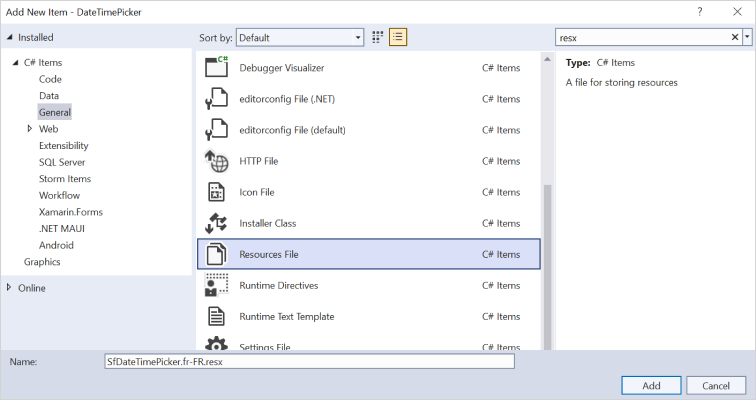 Add New Item - DateTimePicker
? ×
Installed
Sort by: Default
resx
C# Items
Code
Data
General
Web
Extensibility
SQL Server
Storm Items
Workflow
Xamarin.Forms
.NET MAUI
Android
Graphics
Online
C#
Debugger Visualizer C# Items
editorconfig File (.NET) C# Items
editorconfig File (default) C# Items
HTTP File C# Items
Icon File C# Items
Installer Class C# Items
Resources File C# Items
Runtime Directives C# Items
Runtime Text Template C# Items
Settings File C# Items
Type: C# Items
A file for storing resources
Name: SfDateTimePicker.fr-FR.resx
Add Cancel